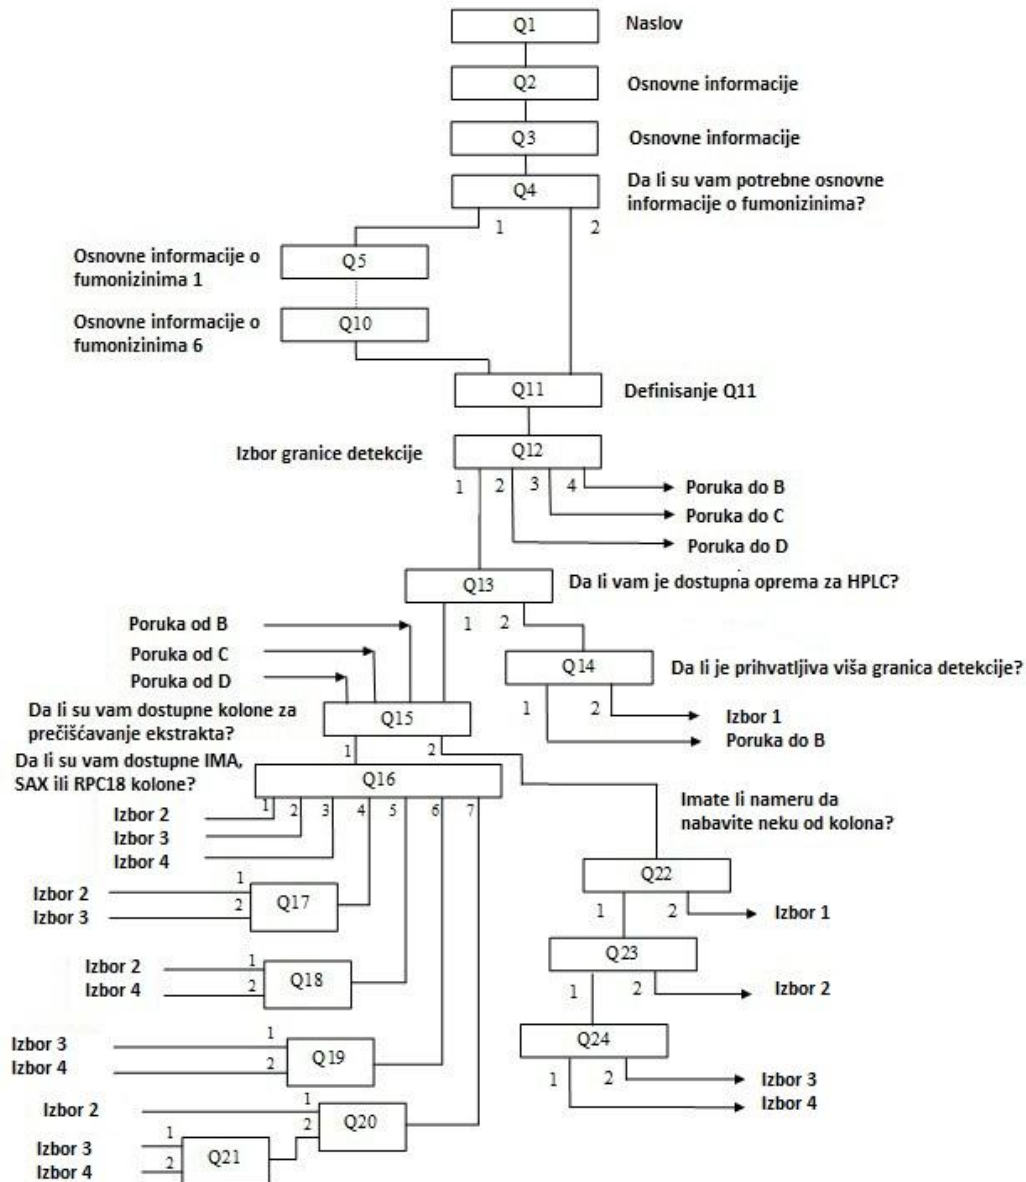 Q1
Naslov
Q2
Osnovne informacije
Q3
Osnovne informacije
Q4
Da li su vam potrebne osnovne
informacije o fumonizinima?
1
2
Osnovne informacije o
fumonizinima 1
Q5
Osnovne informacije o
fumonizinima 6
Q10
Q11
Definisanje Q11
Izbor granice detekcije
Q12
1
2
3
4
Poruka do B
Poruka do C
Poruka do D
Q13
Da li vam je dostupna oprema za HPLC?
1
2
Poruka od B
Poruka od C
Poruka od D
Q14
Da li je prihvatljiva viša granica detekcije?
1
2
Izbor 1
Poruka do B
Da li su vam dostupne kolone za
prečišćavanje ekstrakta?
Q15
1
2
Da li su vam dostupne IMA,
SAX ili RPC18 kolone?
Q16
1
2
3
4
5
6
7
Izbor 2
Izbor 3
Izbor 4
Imate li nameru da
nabavite neku od kolona?
Q22
1
2
Izbor 1
Izbor 2
Izbor 3
1
2
Q17
Q23
1
2
Izbor 2
Izbor 2
Izbor 4
1
2
Q18
Q24
1
2
Izbor 3
Izbor 4
Izbor 3
Izbor 4
1
2
Q19
Izbor 2
1
2
Q20
Izbor 3
Izbor 4
1
2
Q21